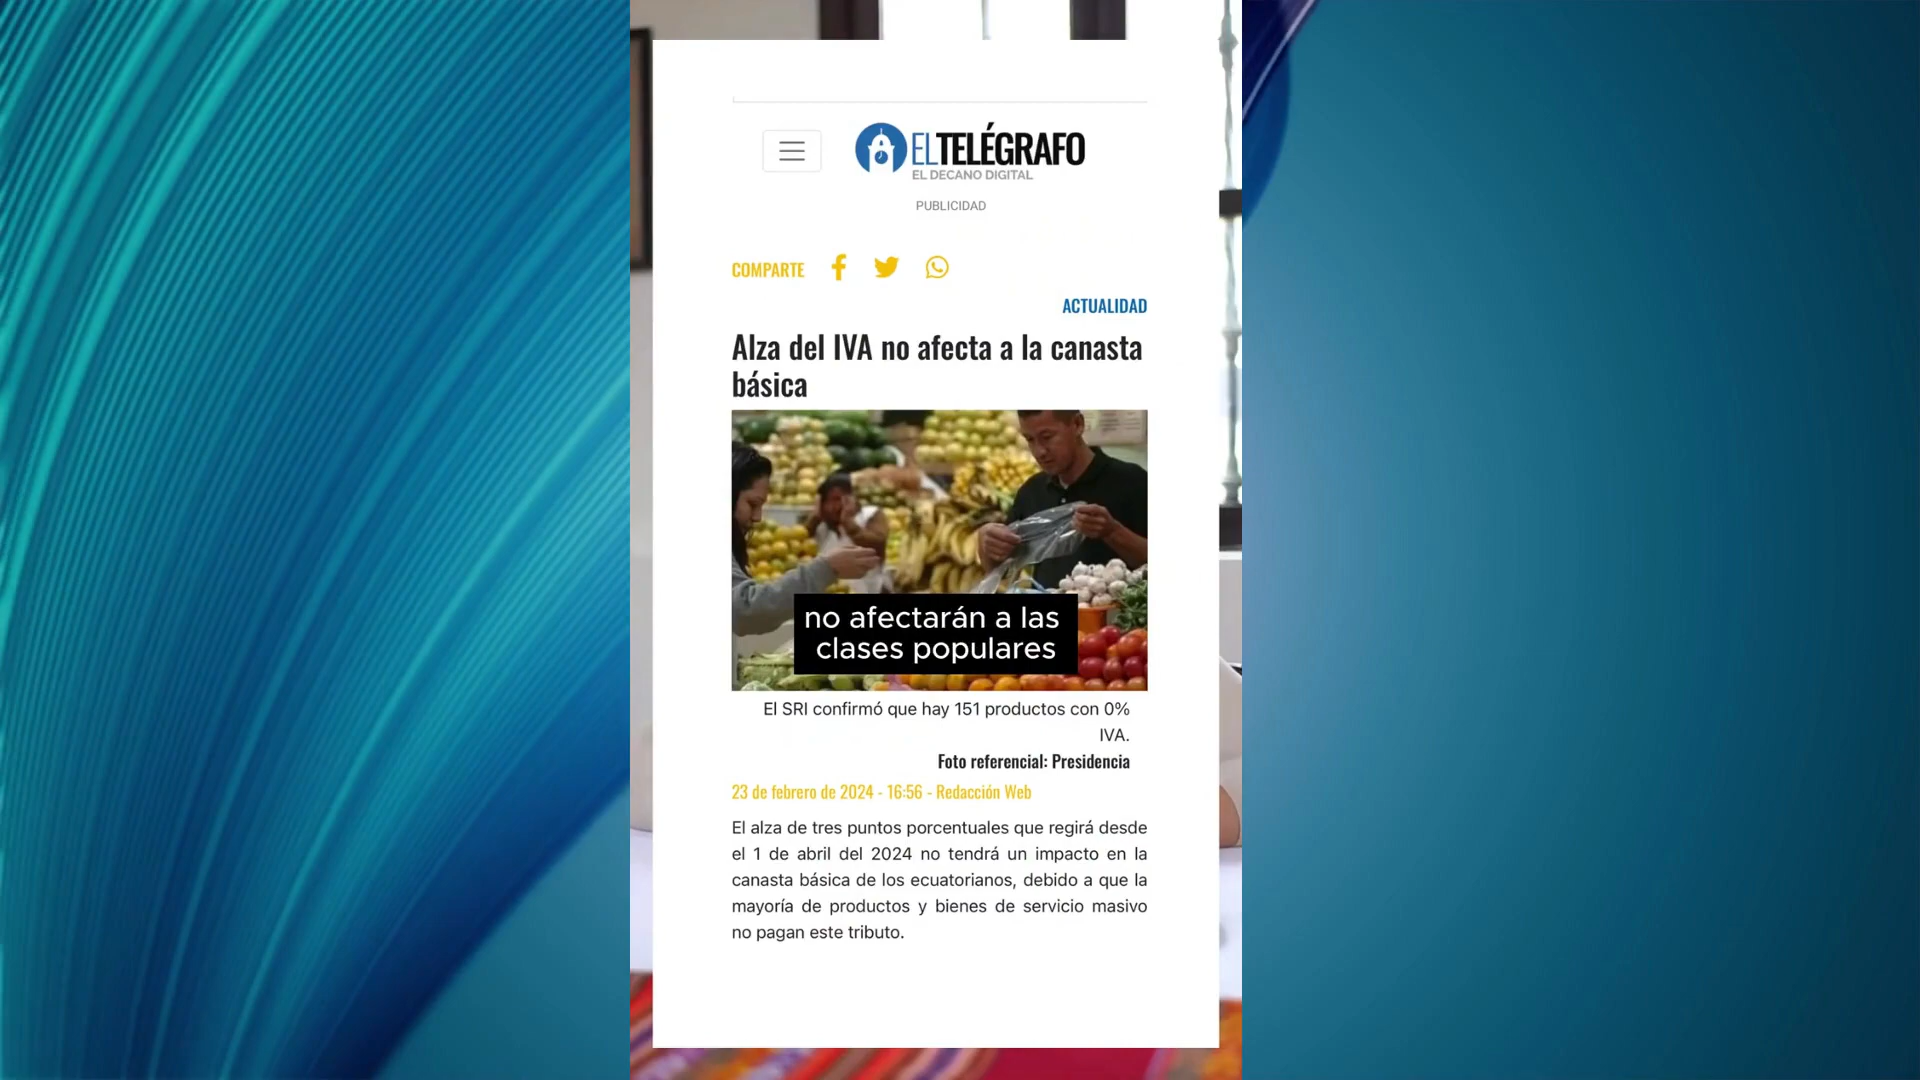 EL TELÉGRAFO
EL DECANO DIGITAL
PUBLICIDAD
COMPARTE
ACTUALIDAD
Alza del IVA no afecta a la canasta
básica
no afectarán a las
clases populares
El SRI confirmó que hay 151 productos con 0%
IVA.
Foto referencial: Presidencia
23 de febrero de 2024 - 16:56 - Redacción Web
El alza de tres puntos porcentuales que regirá desde
el 1 de abril del 2024 no tendrá un impacto en la
canasta básica de los ecuatorianos, debido a que la
mayoría de productos y bienes de servicio masivo
no pagan este tributo.